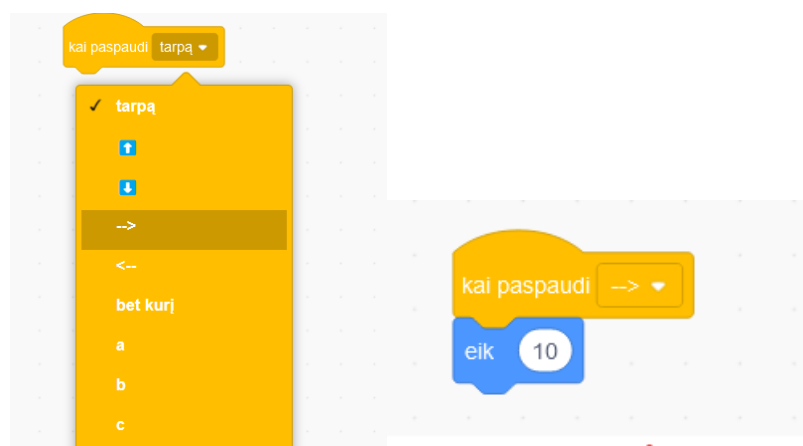 kai paspaudi tarpą
✓ tarpą
⬆
⬇
-->
<--
bet kurį
a
b
c
kai paspaudi -->
eik 10